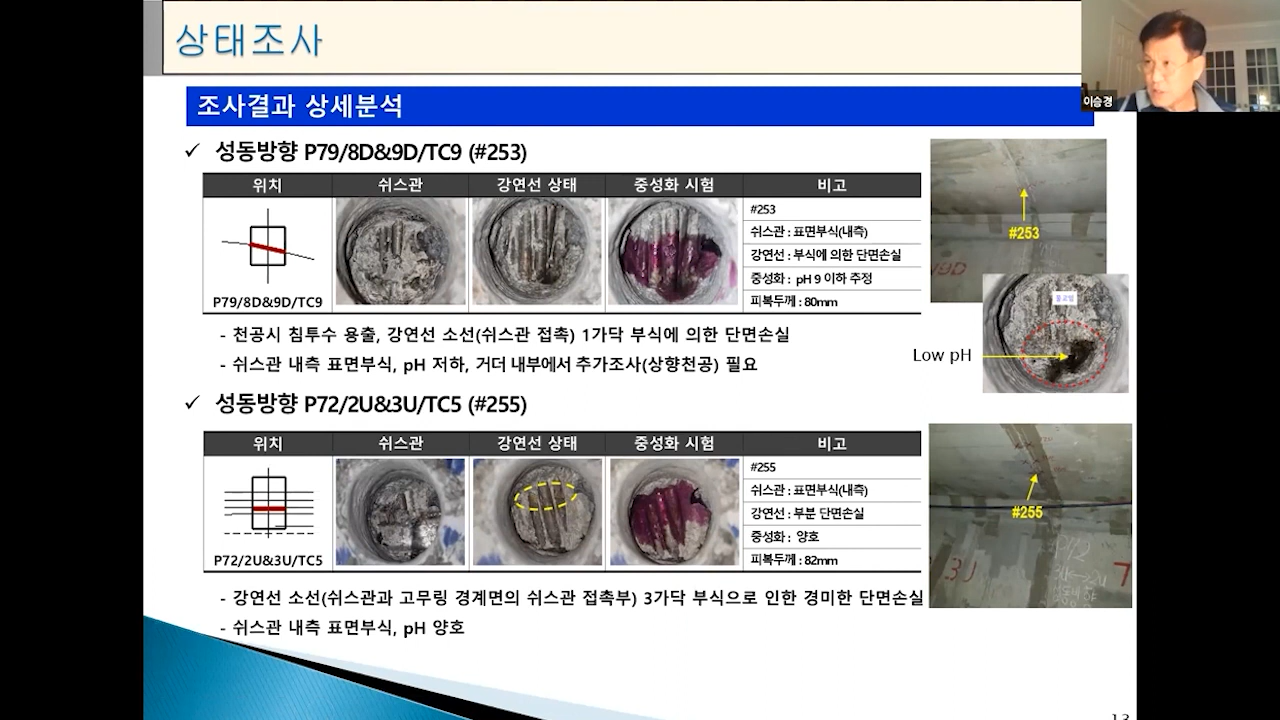 상태조사
이승경
조사결과 상세분석
✓ 성동방향 P79/8D&9D/TC9 (#253)
위치 쉬스관 강연선 상태 중성화 시험 비고
P79/8D&9D/TC9
#253
쉬스관 : 표면부식(내측)
강연선 : 부식에 의한 단면손실
중성화 : pH 9 이하 추정
피복두께 : 80mm
#253
- 천공시 침투수 용출, 강연선 소선(쉬스관 접촉) 1가닥 부식에 의한 단면손실
- 쉬스관 내측 표면부식, pH 저하, 거더 내부에서 추가조사(상향천공) 필요
Low pH
✓ 성동방향 P72/2U&3U/TC5 (#255)
위치 쉬스관 강연선 상태 중성화 시험 비고
P72/2U&3U/TC5
#255
쉬스관 : 표면부식(내측)
강연선 : 부분 단면손실
중성화 : 양호
피복두께 : 82mm
#255
3U
- 강연선 소선(쉬스관과 고무링 경계면의 쉬스관 접촉부) 3가닥 부식으로 인한 경미한 단면손실
- 쉬스관 내측 표면부식, pH 양호